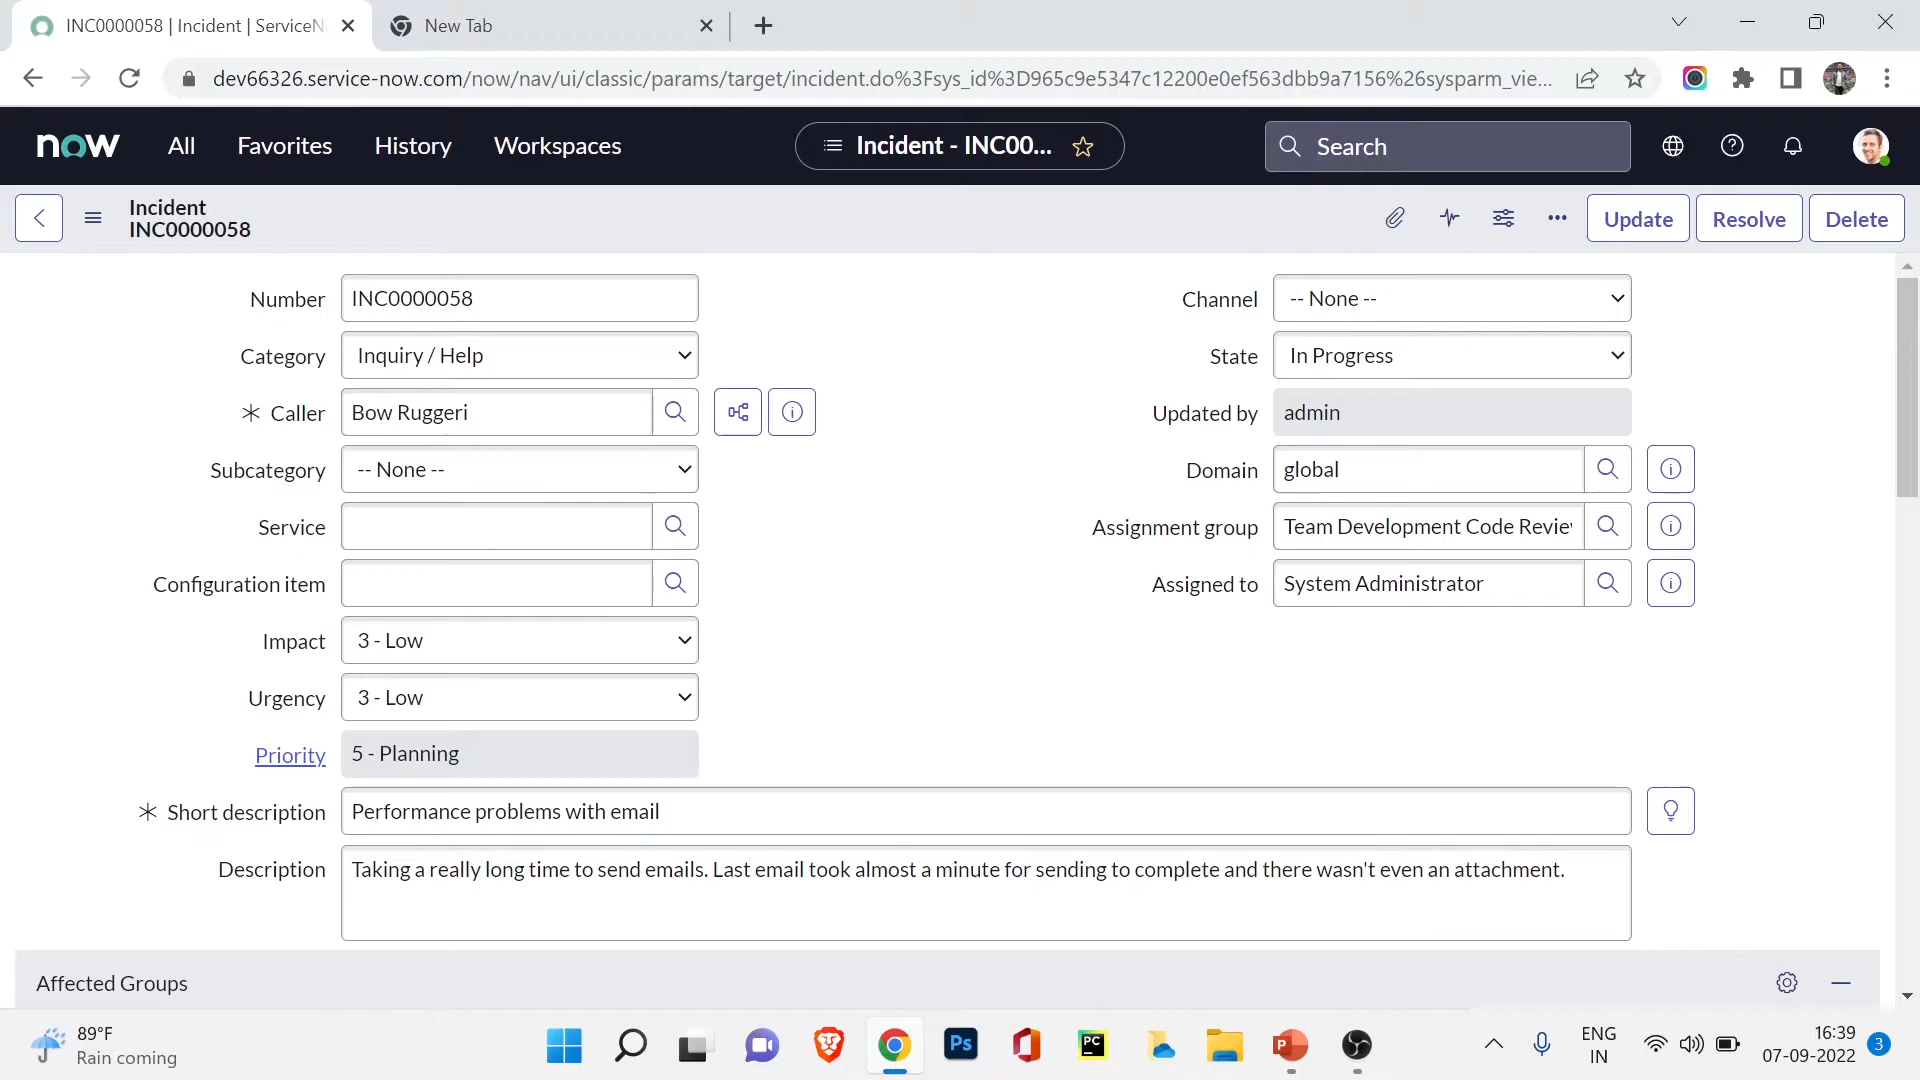 INC0000058 | Incident | ServiceN
New Tab
dev66326.service-now.com/now/nav/ui/classic/params/target/incident.do%3Fsys_id%3D965c9e5347c12200e0ef563dbb9a7156%26sysparm_vie...
now All Favorites History Workspaces Incident - INC00... Search
Incident
INC0000058
Update Resolve Delete
Number INC0000058 Channel -- None --
Category Inquiry / Help State In Progress
Caller Bow Ruggeri Updated by admin
Subcategory -- None -- Domain global
Service Assignment group Team Development Code Review
Configuration item Assigned to System Administrator
Impact 3 - Low
Urgency 3 - Low
Priority 5 - Planning
Short description Performance problems with email
Description Taking a really long time to send emails. Last email took almost a minute for sending to complete and there wasn't even an attachment.
Affected Groups
89°F
Rain coming
Ps
PC
P
ENG
IN
16:39
07-09-2022
3